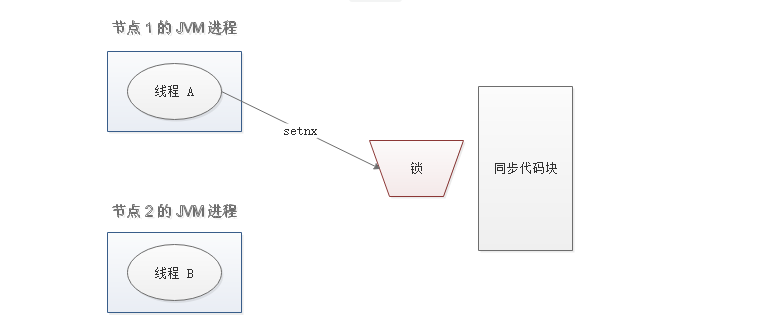 节点 1 的 JVM 进程
线程 A
setnx
锁
同步代码块
节点 2 的 JVM 进程
线程 B